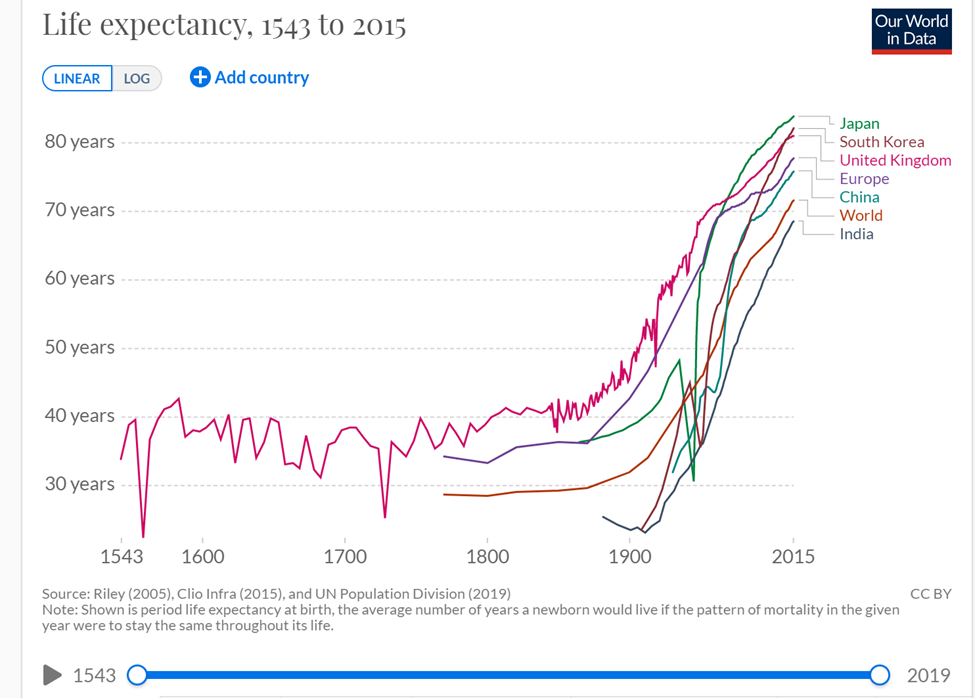 Life expectancy, 1543 to 2015
Our World
in Data
LINEAR LOG
Add country
80 years
70 years
60 years
50 years
40 years
30 years
Japan
South Korea
United Kingdom
Europe
China
World
India
1543 1600 1700 1800 1900 2015
Source: Riley (2005), Clio Infra (2015), and UN Population Division (2019)
CC BY
Note: Shown is period life expectancy at birth, the average number of years a newborn would live if the pattern of mortality in the given
year were to stay the same throughout its life.
1543 2019